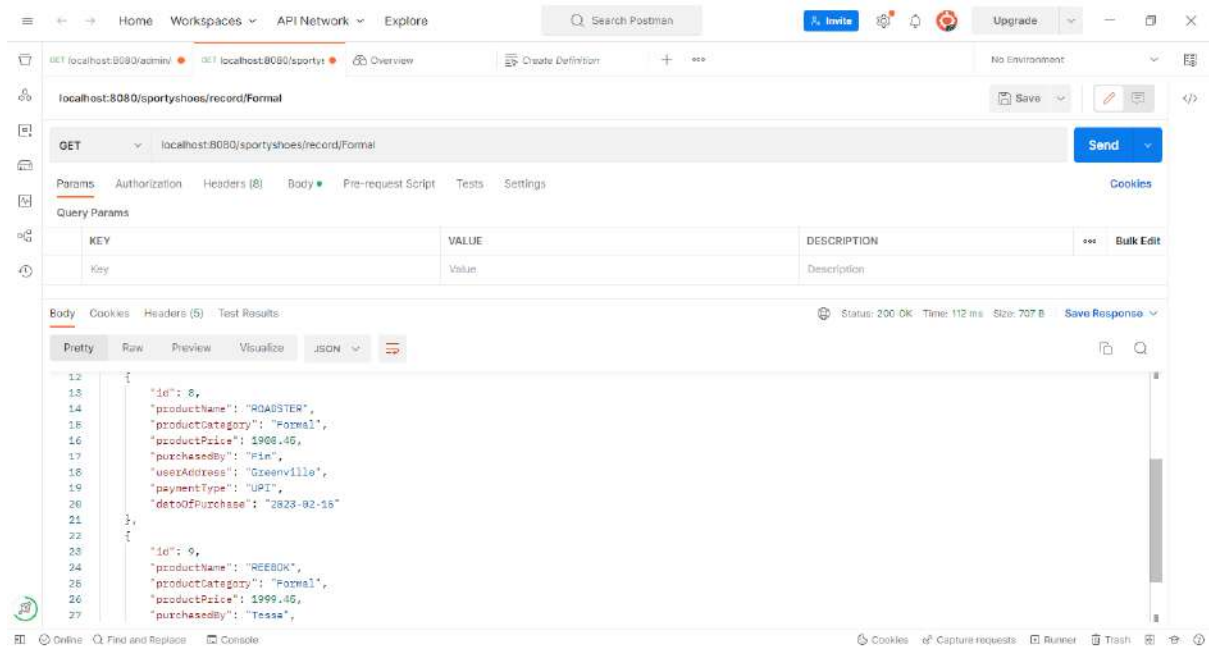 Home Workspaces API Network Explore Search Postman Invite Upgrade
GET localhost:8080/admin/ GET localhost:8080/sporty: Overview Create Definition No Environment
localhost:8080/sportyshoes/record/Formal Save
GET localhost:8080/sportyshoes/record/Formal Send
Params Authorization Headers (8) Body Pre-request Script Tests Settings Cookies
Query Params
KEY VALUE DESCRIPTION Bulk Edit
Key Value Description
Body Cookies Headers (5) Test Results Status: 200 OK Time: 112 ms Size: 707 B Save Response
Pretty Raw Preview Visualize JSON
12 {
13 "id": 8,
14 "productName": "ROADSTER",
15 "productCategory": "Formal",
16 "productPrice": 1908.45,
17 "purchasedBy": "Fim",
18 "userAddress": "Greenville",
19 "paymentType": "UPI",
20 "dateOfPurchase": "2023-02-16"
21 },
22 {
23 "id": 9,
24 "productName": "REEBOK",
25 "productCategory": "Formal",
26 "productPrice": 1999.45,
27 "purchasedBy": "Tessa",
Online Find and Replace Console Cookies Capture requests Runner Trash